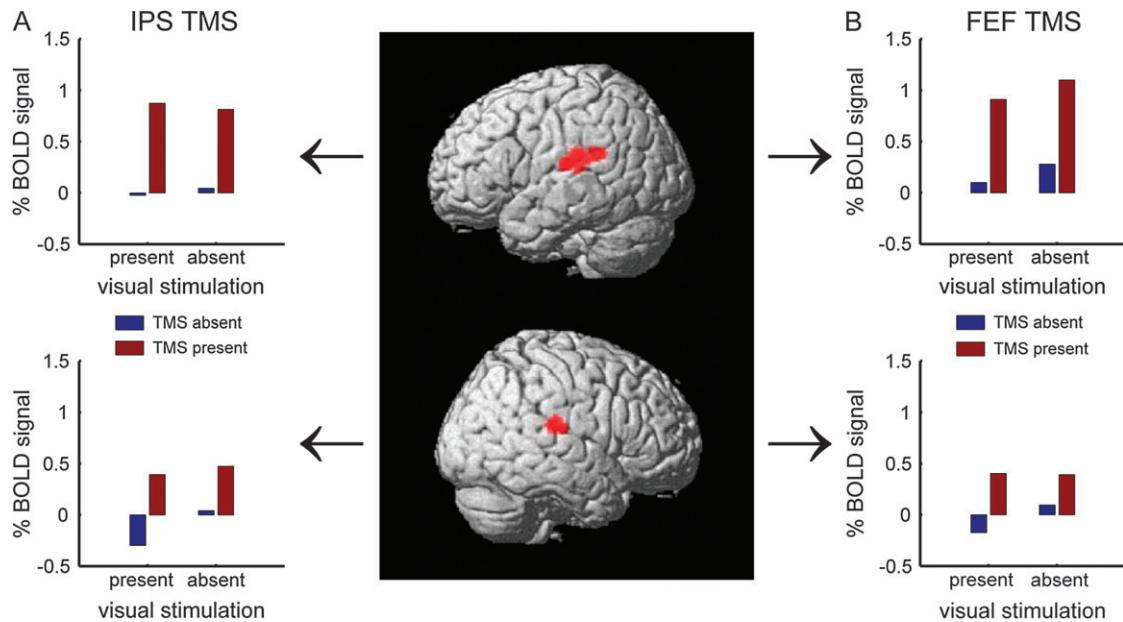 A
IPS TMS
1.5
1
0.5
0
-0.5
% BOLD signal
present absent
visual stimulation
TMS absent
TMS present
1.5
1
0.5
0
-0.5
% BOLD signal
present absent
visual stimulation
B
FEF TMS
1.5
1
0.5
0
-0.5
% BOLD signal
present absent
visual stimulation
TMS absent
TMS present
1.5
1
0.5
0
-0.5
% BOLD signal
present absent
visual stimulation